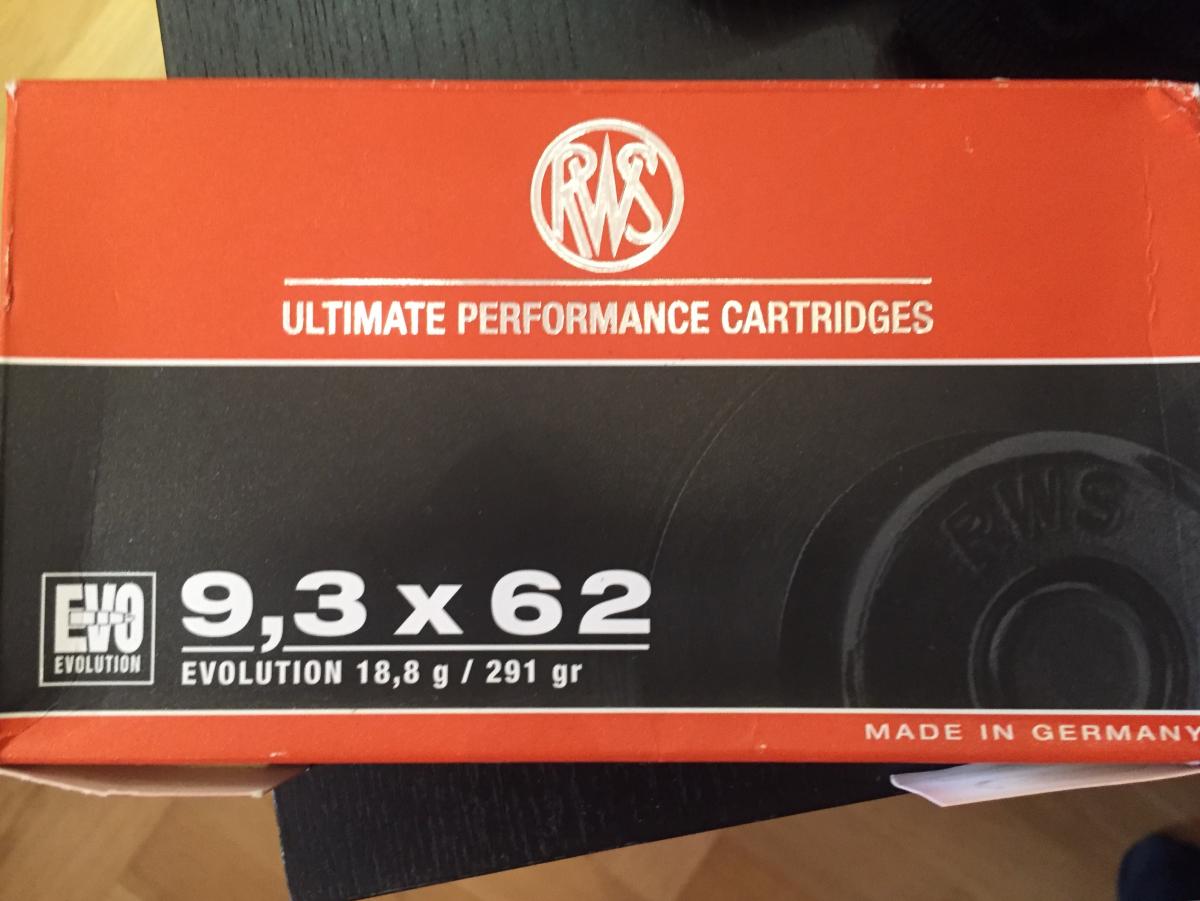 RWS
ULTIMATE PERFORMANCE CARTRIDGES
RWS
EVO
EVOLUTION
9,3 x 62
EVOLUTION 18,8 g / 291 gr
MADE IN GERMANY